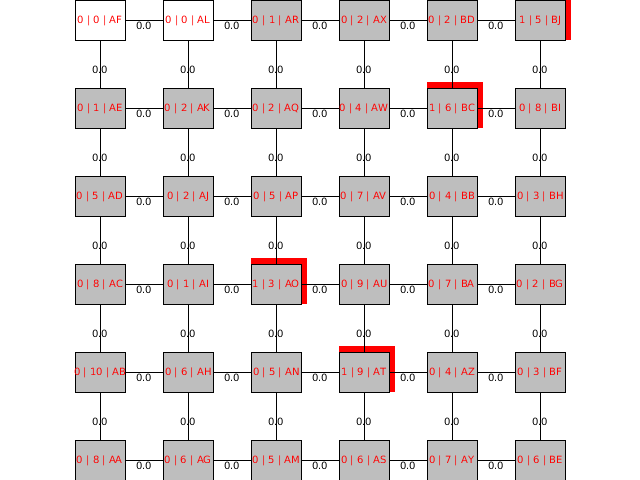 0 | 0 | AF 0.0 0 | 0 | AL 0.0 0 | 1 | AR 0.0 0 | 2 | AX 0.0 0 | 2 | BD 0.0 1 | 5 | BJ
0.0 0.0 0.0 0.0 0.0 0.0
0 | 1 | AE 0.0 0 | 2 | AK 0.0 0 | 2 | AQ 0.0 0 | 4 | AW 0.0 1 | 6 | BC 0.0 0 | 8 | BI
0.0 0.0 0.0 0.0 0.0 0.0
0 | 5 | AD 0.0 0 | 2 | AJ 0.0 0 | 5 | AP 0.0 0 | 7 | AV 0.0 0 | 4 | BB 0.0 0 | 3 | BH
0.0 0.0 0.0 0.0 0.0 0.0
0 | 8 | AC 0.0 0 | 1 | AI 0.0 1 | 3 | AO 0.0 0 | 9 | AU 0.0 0 | 7 | BA 0.0 0 | 2 | BG
0.0 0.0 0.0 0.0 0.0 0.0
0 | 10 | AB 0.0 0 | 6 | AH 0.0 0 | 5 | AN 0.0 1 | 9 | AT 0.0 0 | 4 | AZ 0.0 0 | 3 | BF
0.0 0.0 0.0 0.0 0.0 0.0
0 | 8 | AA 0.0 0 | 6 | AG 0.0 0 | 5 | AM 0.0 0 | 6 | AS 0.0 0 | 7 | AY 0.0 0 | 6 | BE